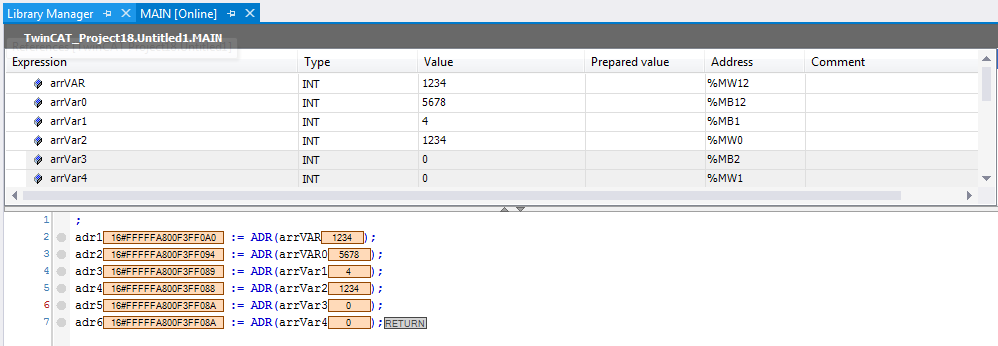 Library Manager MAIN [Online]
TwinCAT_Project18.Untitled1.MAIN
Expression Type Value Prepared value Address Comment
arrVAR INT 1234 %MW12
arrVar0 INT 5678 %MB12
arrVar1 INT 4 %MB1
arrVar2 INT 1234 %MW0
arrVar3 INT 0 %MB2
arrVar4 INT 0 %MW1
1 ;
2 adr1 16#FFFFFA800F3FF0A0 := ADR(arrVAR 1234 );
3 adr2 16#FFFFFA800F3FF094 := ADR(arrVAR0 5678 );
4 adr3 16#FFFFFA800F3FF089 := ADR(arrVar1 4 );
5 adr4 16#FFFFFA800F3FF088 := ADR(arrVar2 1234 );
6 adr5 16#FFFFFA800F3FF08A := ADR(arrVar3 0 );
7 adr6 16#FFFFFA800F3FF08A := ADR(arrVar4 0 );RETURN